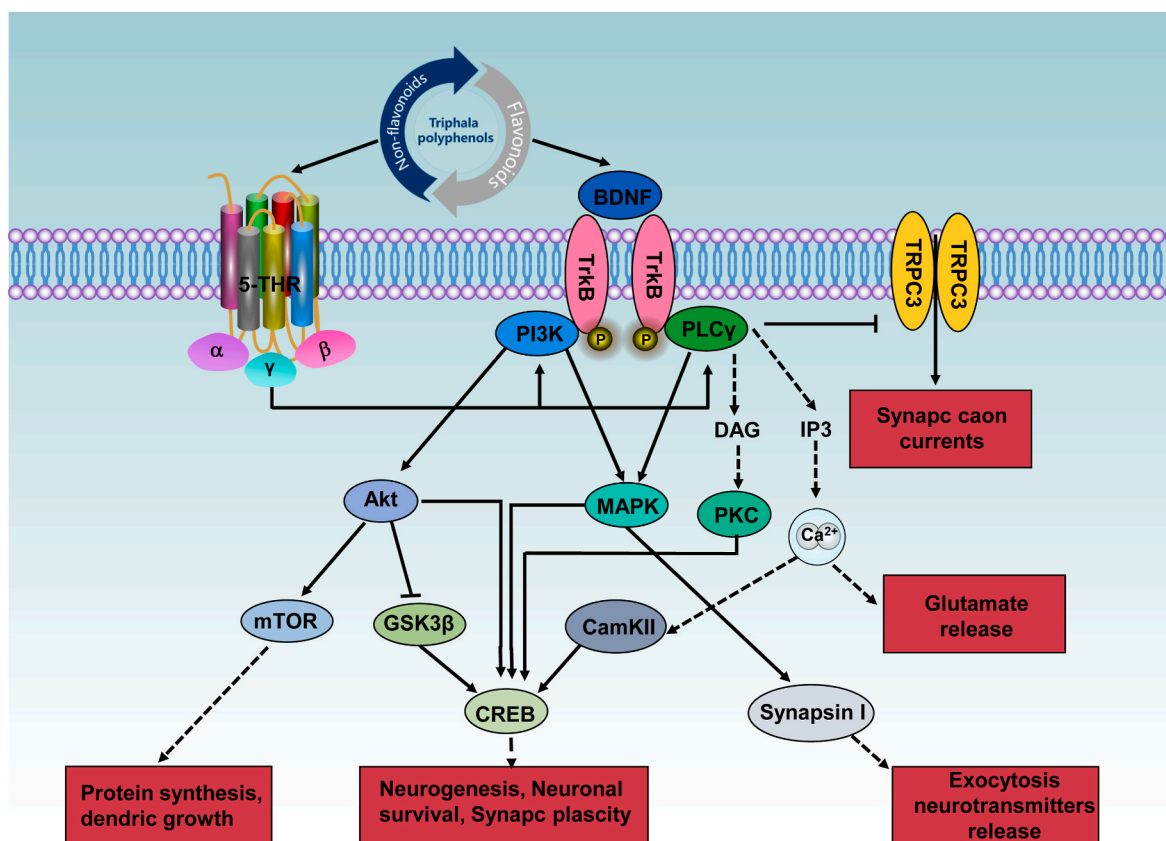 Non-flavonoids
Flavonoids
Triphala
polyphenols
BDNF
TrkB
TrkB
TRPC3
TRPC3
5-THR
α
γ
β
PI3K
P
P
PLCγ
DAG
IP3
Synapc caon
currents
Akt
MAPK
PKC
Ca²⁺
mTOR
GSK3β
CamKII
Glutamate
release
CREB
Synapsin I
Protein synthesis,
dendric growth
Neurogenesis, Neuronal
survival, Synapc plascity
Exocytosis
neurotransmitters
release